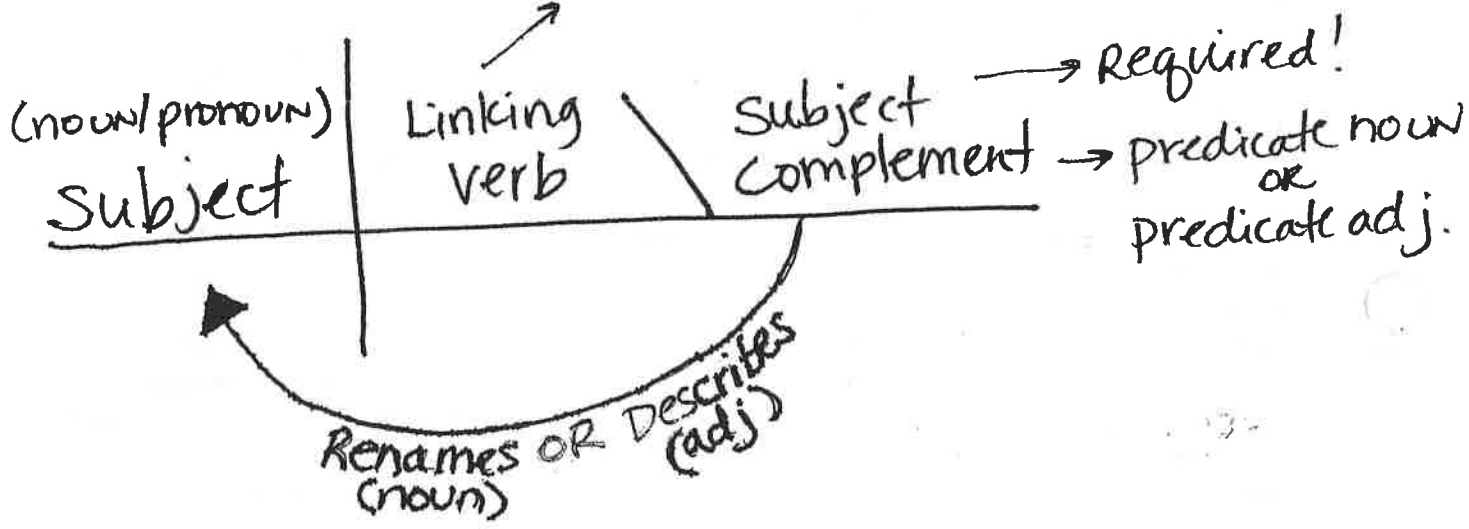 (noun/pronoun)
Subject
Linking
verb
Subject
complement
Required!
predicate noun
OR
predicate adj.
Renames OR Describes
(noun)
(adj)